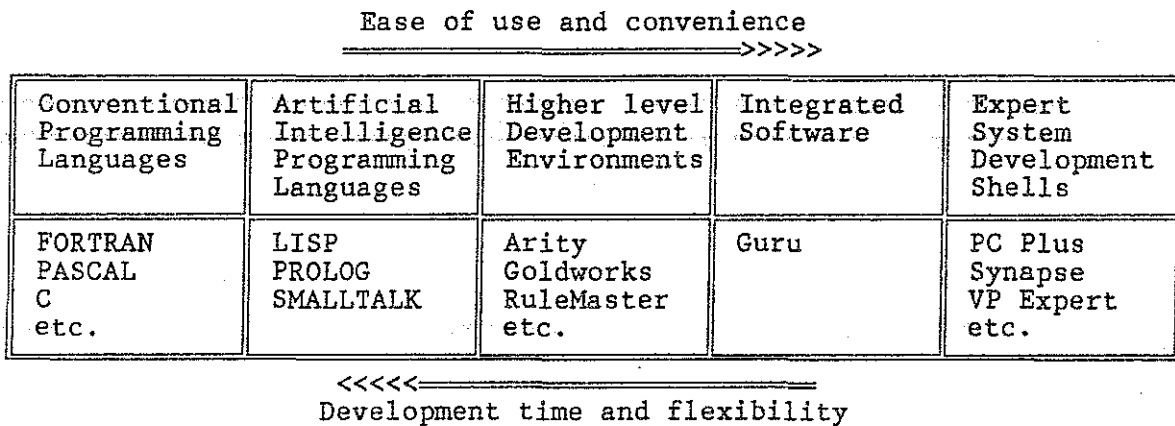 Ease of use and convenience
>>>>>
Conventional Programming Languages
Artificial Intelligence Programming Languages
Higher level Development Environments
Integrated Software
Expert System Development Shells
FORTRAN
PASCAL
C
etc.
LISP
PROLOG
SMALLTALK
Arity
Goldworks
RuleMaster
etc.
Guru
PC Plus
Synapse
VP Expert
etc.
<<<<<
Development time and flexibility